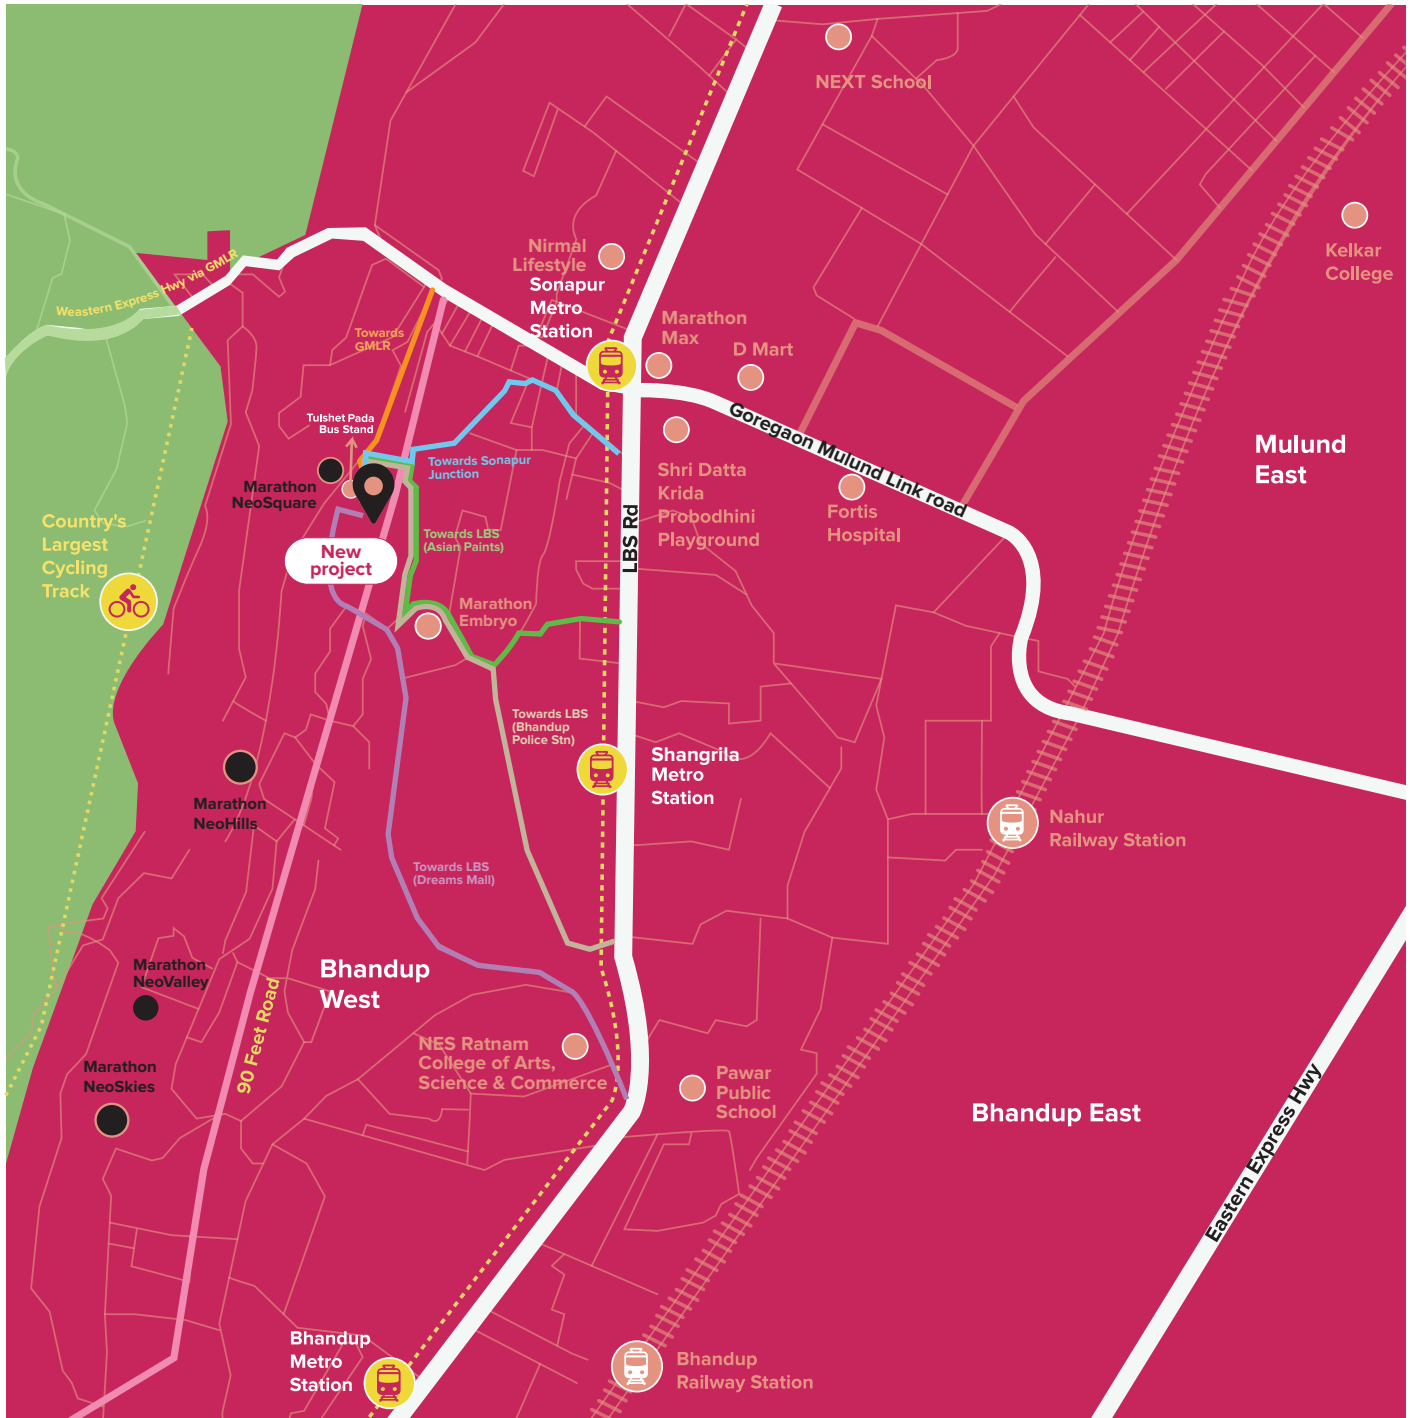 NEXT School
Kelkar
College
Nirmal
Lifestyle
Sonapur
Metro
Station
Weastern Express Hwy via GMLR
Towards
GMLR
Marathon
Max
D Mart
Goregaon Mulund Link road
Mulund
East
Tulshet Pada
Bus Stand
Marathon
NeoSquare
Towards Sonapur
Junction
Shri Datta
Krida
Probodhini
Playground
Fortis
Hospital
LBS Rd
Country's
Largest
Cycling
Track
New
project
Towards LBS
(Asian Paints)
Marathon
Embryo
Towards LBS
(Bhandup
Police Stn)
Shangrila
Metro
Station
Marathon
NeoHills
Nahur
Railway Station
Towards LBS
(Dreams Mall)
Marathon
NeoValley
Bhandup
West
90 Feet Road
Marathon
NeoSkies
NES Ratnam
College of Arts,
Science & Commerce
Pawar
Public
School
Bhandup East
Eastern Express Hwy
Bhandup
Metro
Station
Bhandup
Railway Station